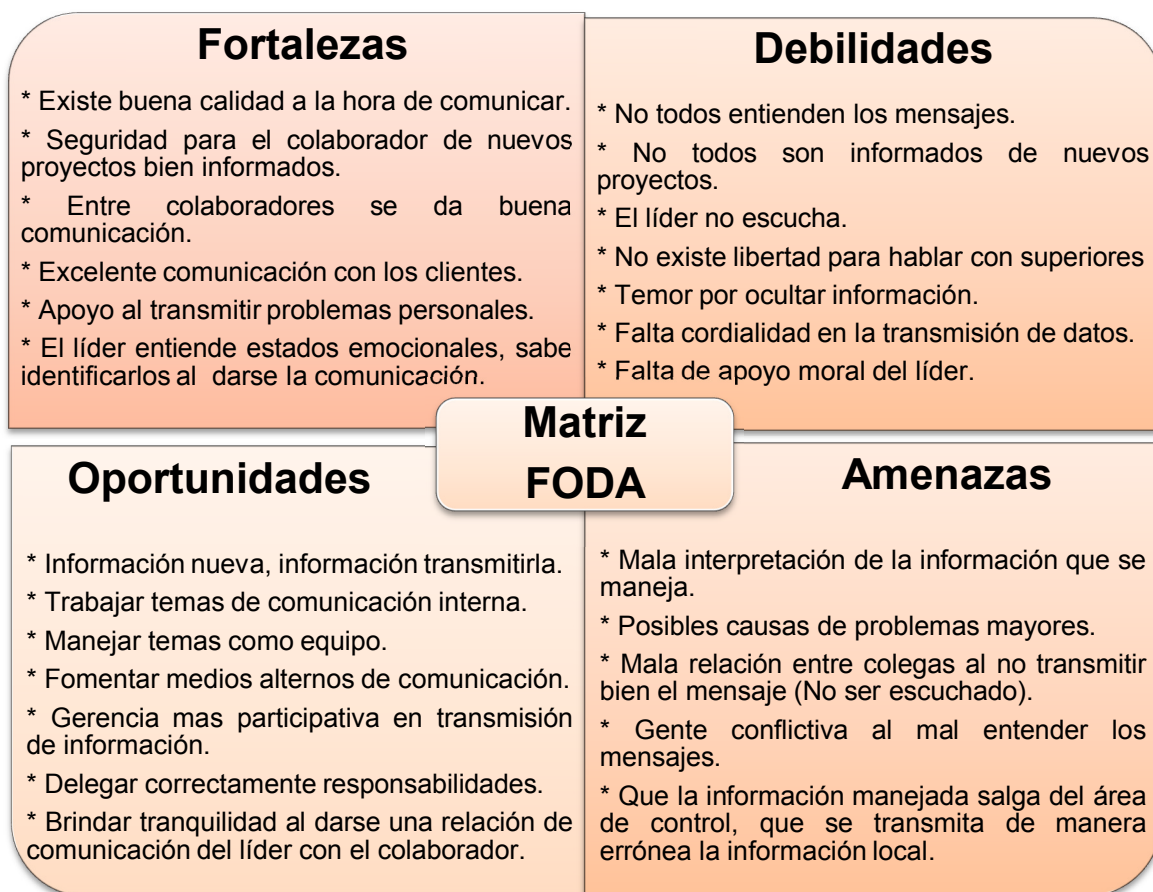 Fortalezas
* Existe buena calidad a la hora de comunicar.
* Seguridad para el colaborador de nuevos
proyectos bien informados.
* Entre colaboradores se da buena
comunicación.
* Excelente comunicación con los clientes.
* Apoyo al transmitir problemas personales.
* El líder entiende estados emocionales, sabe
identificarlos al darse la comunicación.
Debilidades
* No todos entienden los mensajes.
* No todos son informados de nuevos
proyectos.
* El líder no escucha.
* No existe libertad para hablar con superiores
* Temor por ocultar información.
* Falta cordialidad en la transmisión de datos.
* Falta de apoyo moral del líder.
Matriz
FODA
Oportunidades
* Información nueva, información transmitirla.
* Trabajar temas de comunicación interna.
* Manejar temas como equipo.
* Fomentar medios alternos de comunicación.
* Gerencia mas participativa en transmisión
de información.
* Delegar correctamente responsabilidades.
* Brindar tranquilidad al darse una relación de
comunicación del líder con el colaborador.
Amenazas
* Mala interpretación de la información que se
maneja.
* Posibles causas de problemas mayores.
* Mala relación entre colegas al no transmitir
bien el mensaje (No ser escuchado).
* Gente conflictiva al mal entender los
mensajes.
* Que la información manejada salga del área
de control, que se transmita de manera
errónea la información local.